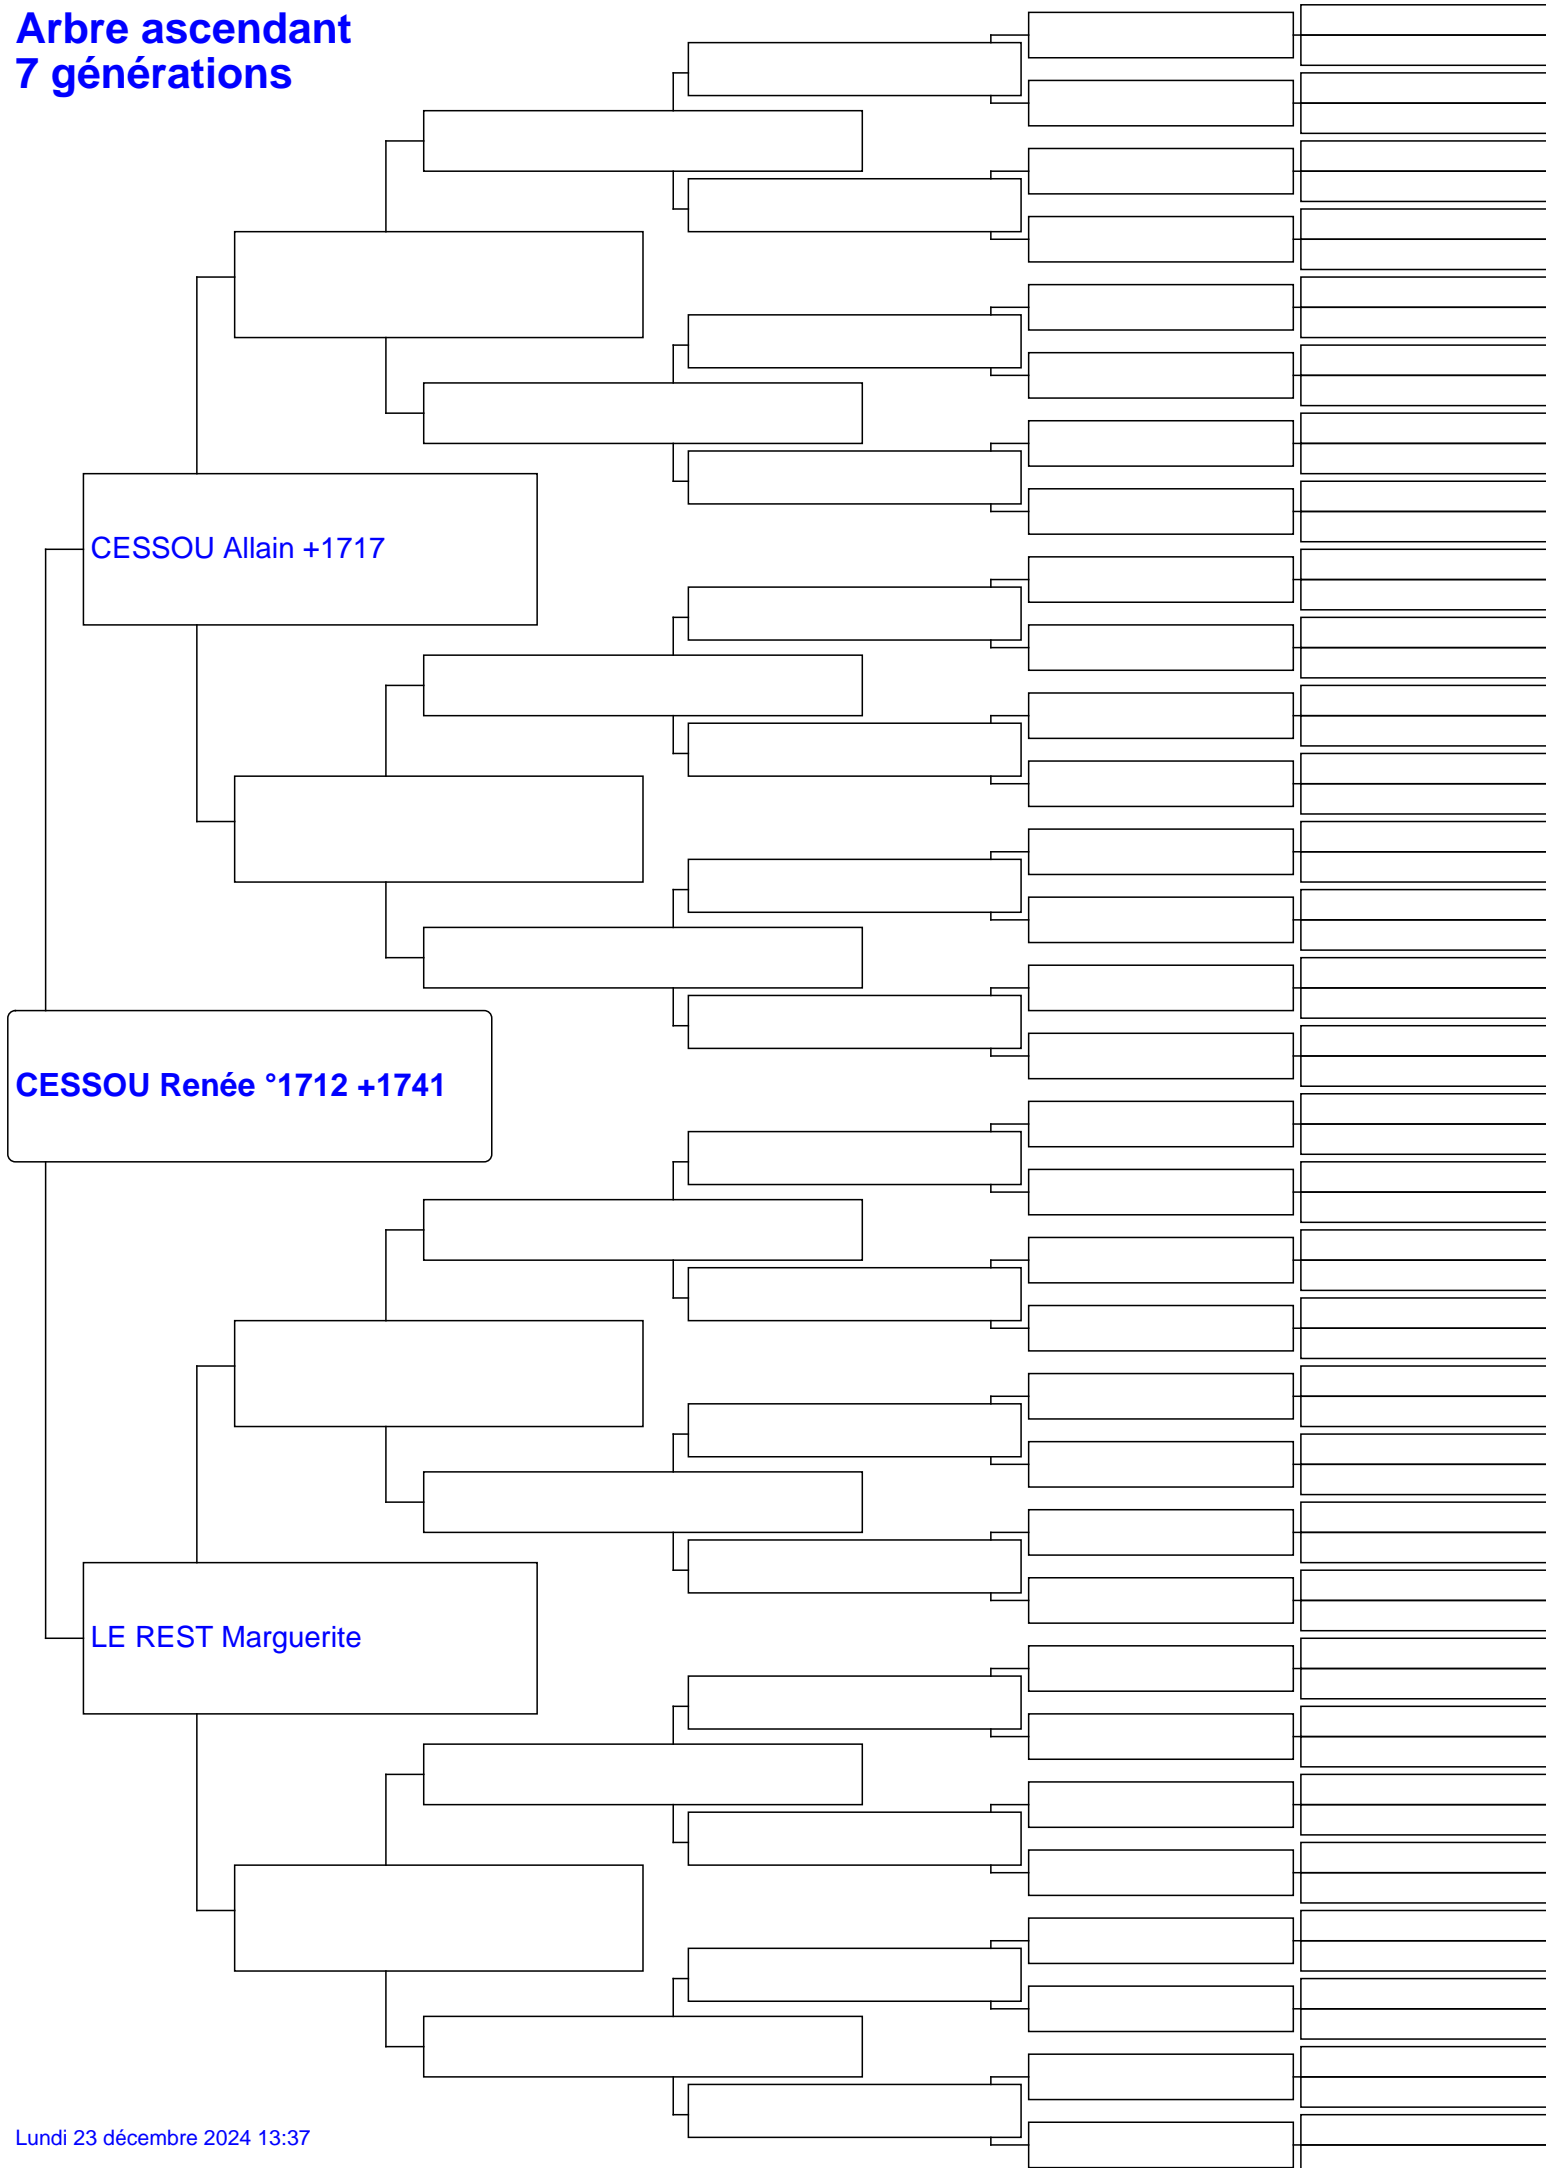 Arbre ascendant
7 générations
CESSOU Allain +1717
CESSOU Renée °1712 +1741
LE REST Marguerite
Lundi 23 décembre 2024 13:37